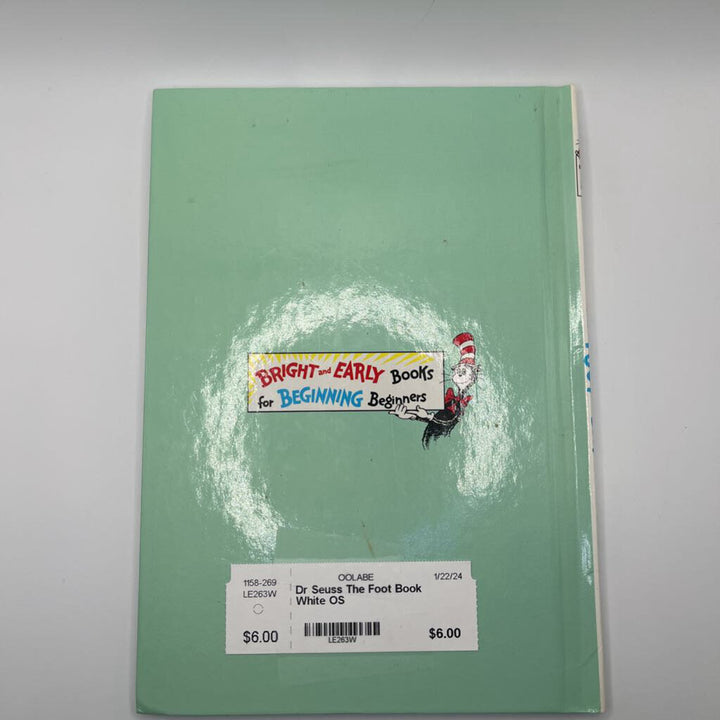 BRIGHT and EARLY Books
for BEGINNING Beginners
1158-269
LE263W
$6.00
OOLABE
1/22/24
Dr Seuss The Foot Book
White OS
LE263W
$6.00